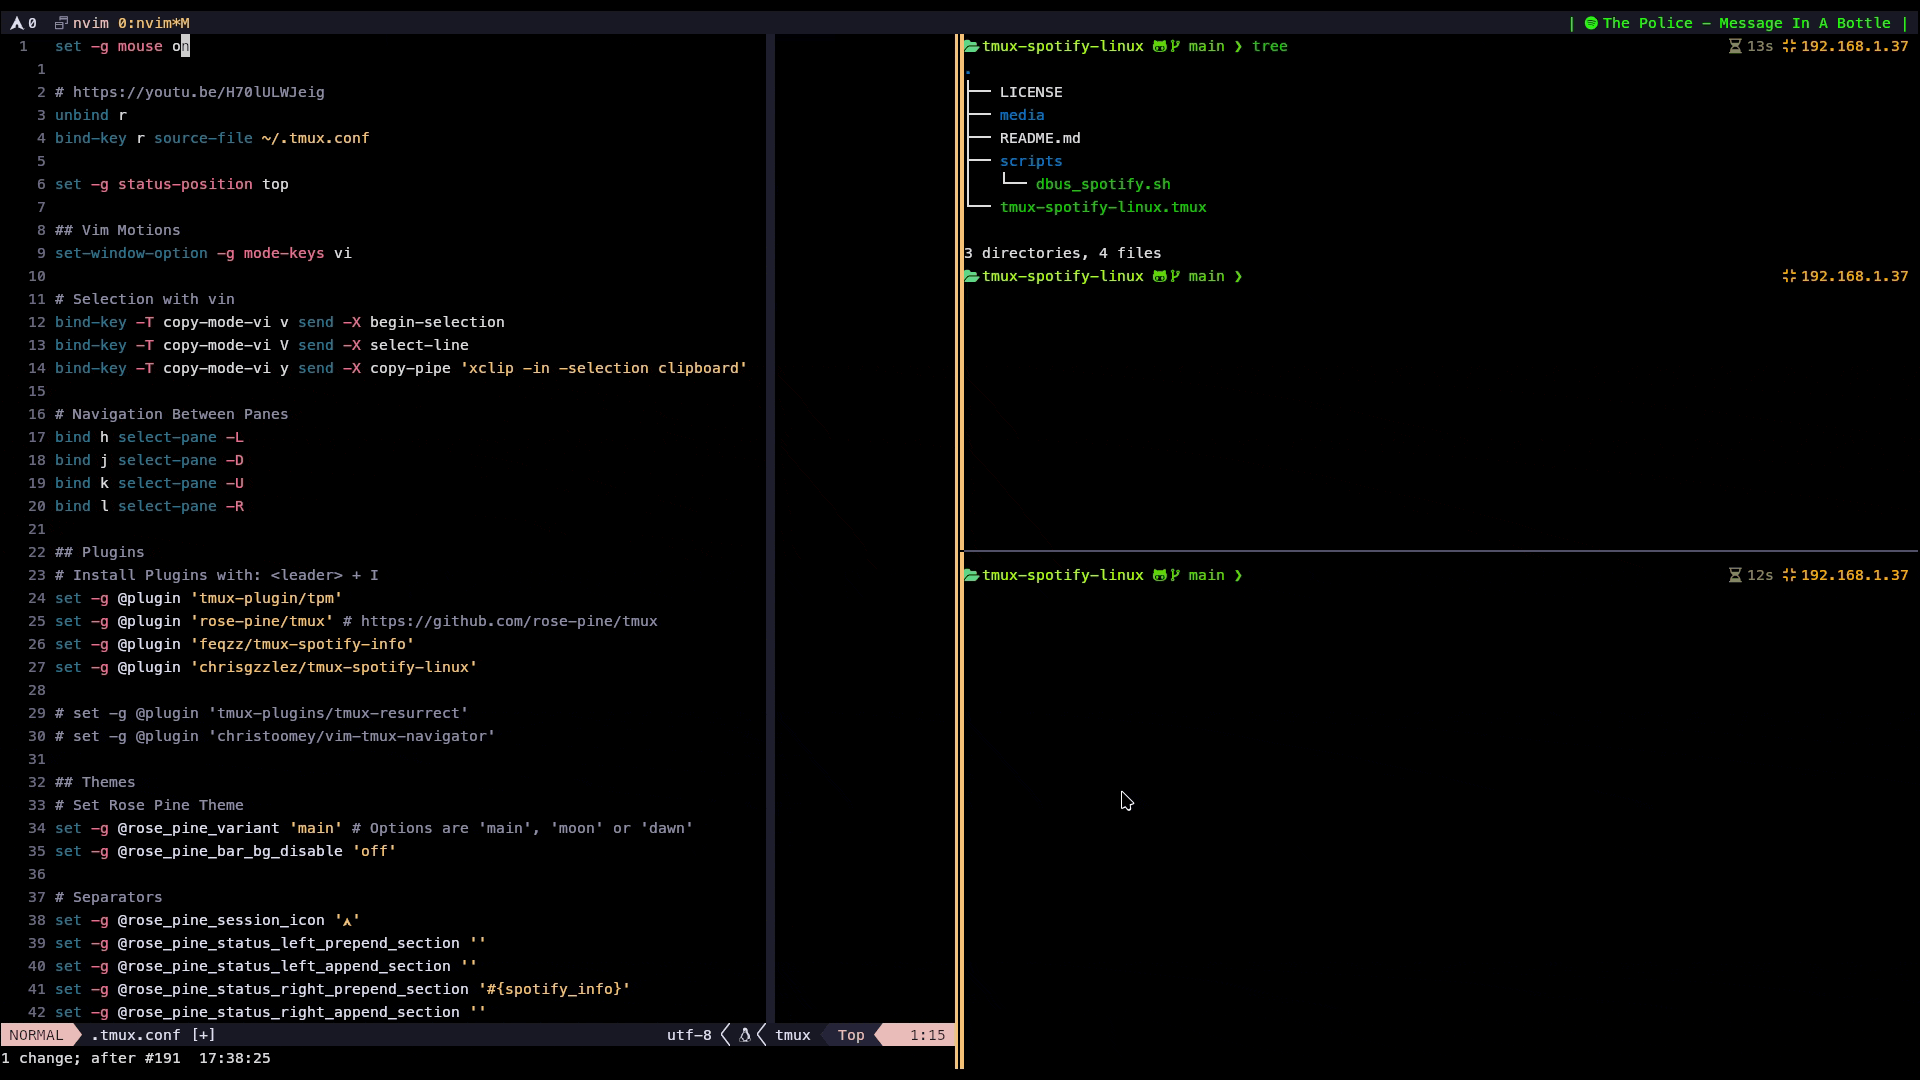 0 nvim 0:nvim*M
| The Police – Message In A Bottle |
1 set -g mouse on
1
2 # https://youtu.be/H70lULWJeig
3 unbind r
4 bind-key r source-file ~/.tmux.conf
5
6 set -g status-position top
7
8 ## Vim Motions
9 set-window-option -g mode-keys vi
10
11 # Selection with vin
12 bind-key -T copy-mode-vi v send -X begin-selection
13 bind-key -T copy-mode-vi V send -X select-line
14 bind-key -T copy-mode-vi y send -X copy-pipe 'xclip -in -selection clipboard'
15
16 # Navigation Between Panes
17 bind h select-pane -L
18 bind j select-pane -D
19 bind k select-pane -U
20 bind l select-pane -R
21
22 ## Plugins
23 # Install Plugins with: <leader> + I
24 set -g @plugin 'tmux-plugin/tpm'
25 set -g @plugin 'rose-pine/tmux' # https://github.com/rose-pine/tmux
26 set -g @plugin 'feqzz/tmux-spotify-info'
27 set -g @plugin 'chrisgzzlez/tmux-spotify-linux'
28
29 # set -g @plugin 'tmux-plugins/tmux-resurrect'
30 # set -g @plugin 'christoomey/vim-tmux-navigator'
31
32 ## Themes
33 # Set Rose Pine Theme
34 set -g @rose_pine_variant 'main' # Options are 'main', 'moon' or 'dawn'
35 set -g @rose_pine_bar_bg_disable 'off'
36
37 # Separators
38 set -g @rose_pine_session_icon ''
39 set -g @rose_pine_status_left_prepend_section ''
40 set -g @rose_pine_status_left_append_section ''
41 set -g @rose_pine_status_right_prepend_section '#{spotify_info}'
42 set -g @rose_pine_status_right_append_section ''
NORMAL .tmux.conf [+] utf-8 tmux Top 1:15
1 change; after #191 17:38:25
tmux-spotify-linux main ❯ tree 13s 192.168.1.37
.
├── LICENSE
├── media
├── README.md
├── scripts
│   └── dbus_spotify.sh
└── tmux-spotify-linux.tmux
3 directories, 4 files
tmux-spotify-linux main ❯ 192.168.1.37
tmux-spotify-linux main ❯ 12s 192.168.1.37